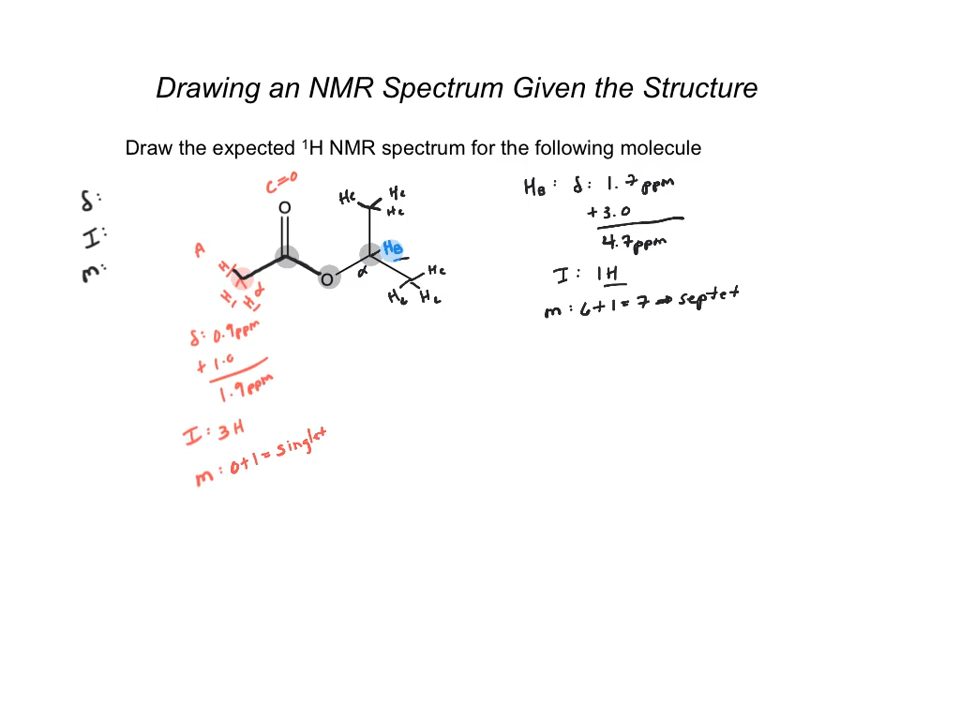 Drawing an NMR Spectrum Given the Structure
Draw the expected ¹H NMR spectrum for the following molecule
δ:
I:
m:
C=O
O
O
A
H
H
H
α
Hc
Hc
Hc
HB
α
Hc
Hc
Hc
δ: 0.9ppm
+ 1.0
1.9ppm
I: 3H
m: 0+1= singlet
HB: δ: 1.7ppm
+3.0
4.7ppm
I: 1H
m: 6+1=7 → septet